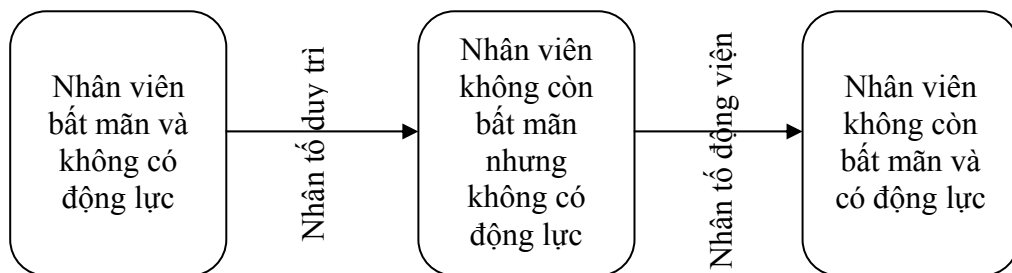 Nhân viên
bất mãn và
không có
động lực
Nhân tố duy trì
Nhân viên
không còn
bất mãn
nhưng
không có
động lực
Nhân tố động viện
Nhân viên
không còn
bất mãn và
có động lực